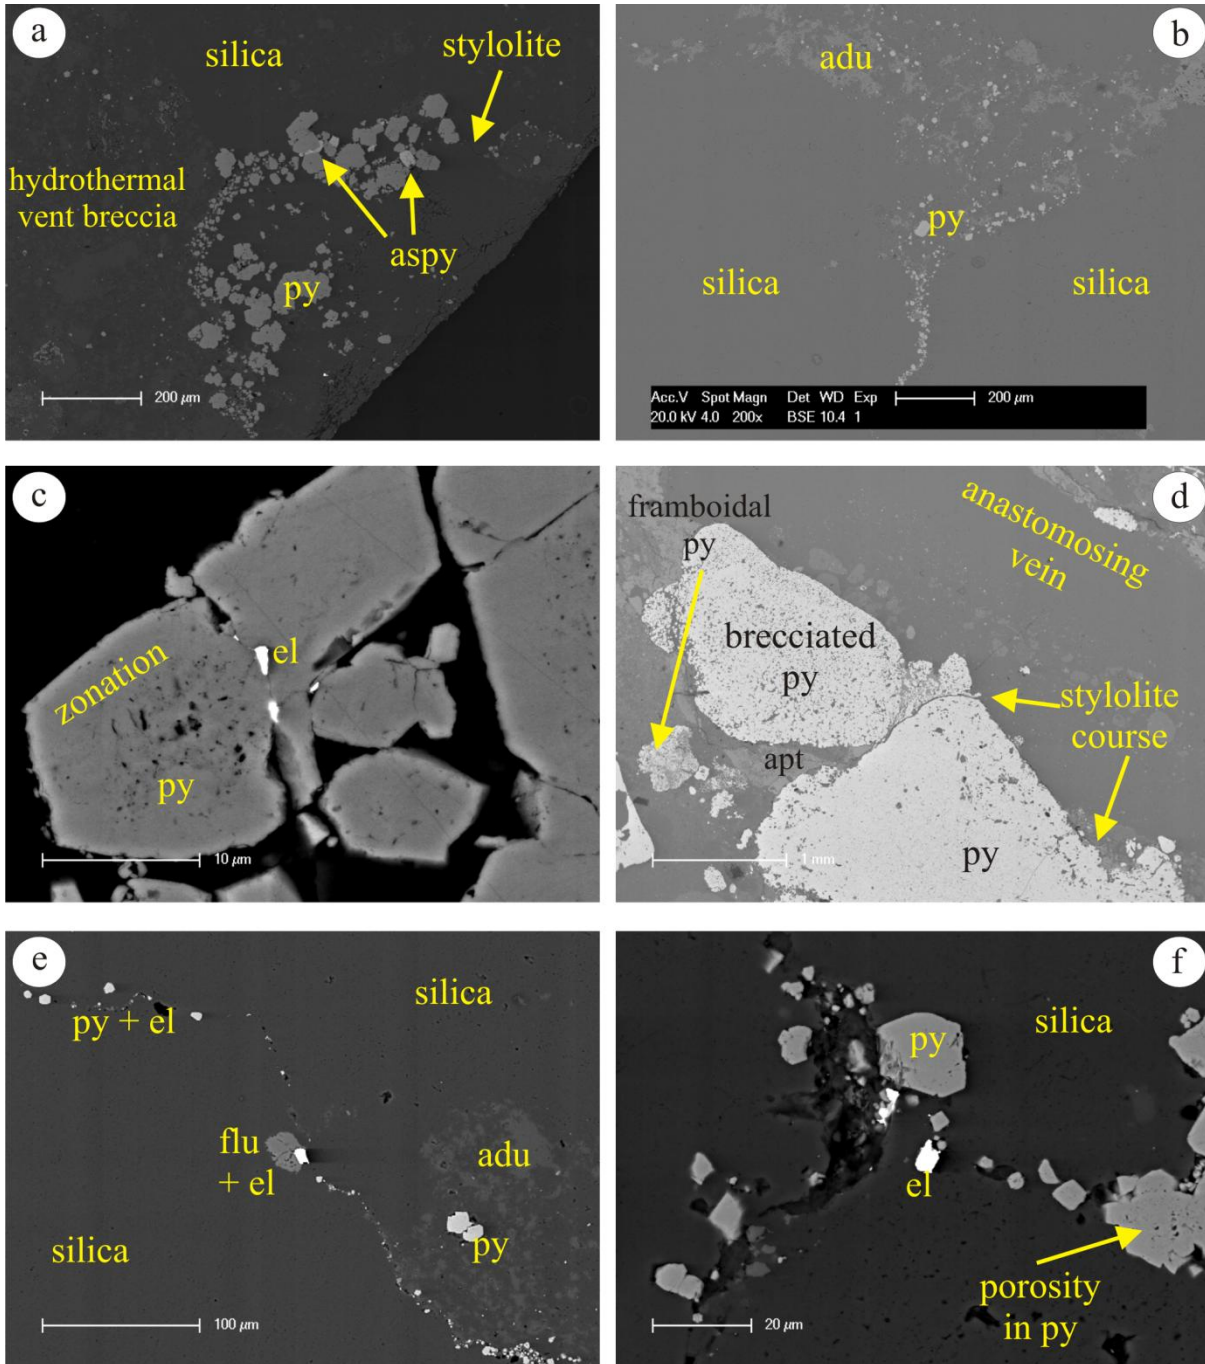 a
silica
stylolite
hydrothermal
vent breccia
aspy
py
200 µm
b
adu
py
silica
silica
Acc.V Spot Magn Det WD Exp
20.0 kV 4.0 200x BSE 10.4 1
200 µm
c
zonation
el
py
10 µm
d
framboidal
py
anastomosing
vein
brecciated
py
stylolite
course
apt
py
1 mm
e
silica
py + el
flu
+ el
adu
py
silica
100 µm
f
py
silica
el
porosity
in py
20 µm